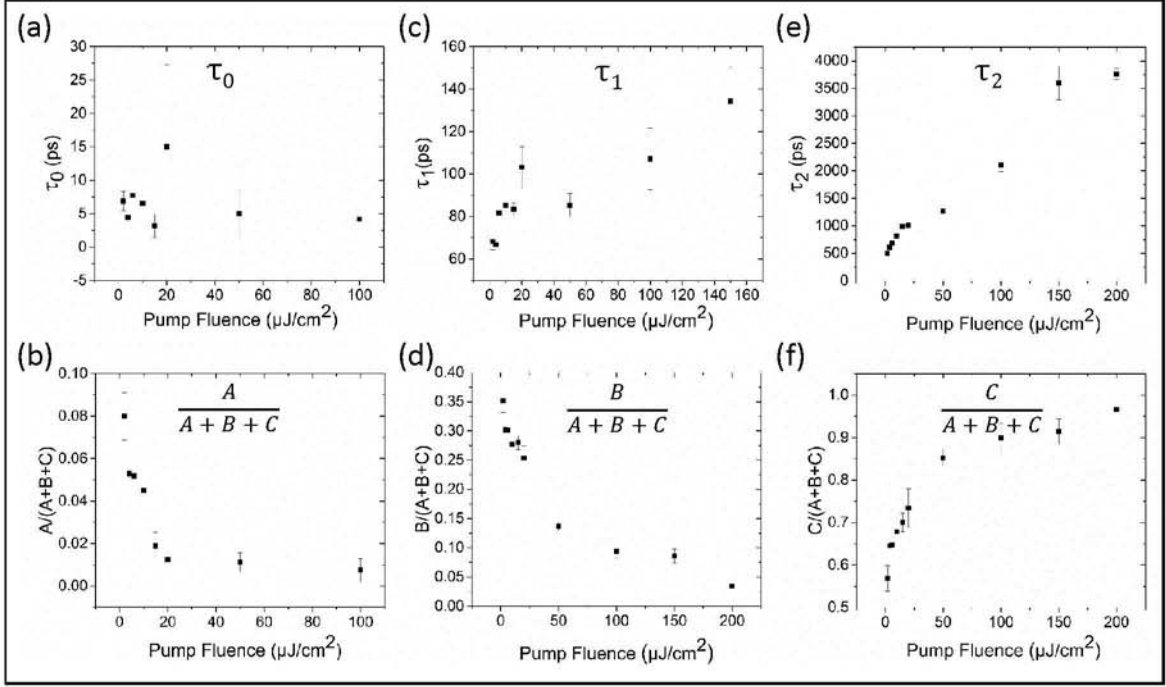 (a)
τ0
30
25
20
15
10
5
0
-5
τ0 (ps)
0 20 40 60 80 100
Pump Fluence (μJ/cm2)
(c)
τ1
160
140
120
100
80
60
τ1(ps)
0 20 40 60 80 100 120 140 160
Pump Fluence (μJ/cm2)
(e)
τ2
4000
3500
3000
2500
2000
1500
1000
500
0
τ2 (ps)
0 50 100 150 200
Pump Fluence (μJ/cm2)
(b)
A
A + B + C
0.10
0.08
0.06
0.04
0.02
0.00
A/(A+B+C)
0 20 40 60 80 100
Pump Fluence (μJ/cm2)
(d)
B
A + B + C
0.40
0.35
0.30
0.25
0.20
0.15
0.10
0.05
0.00
B/(A+B+C)
0 50 100 150 200
Pump Fluence (μJ/cm2)
(f)
C
A + B + C
1.0
0.9
0.8
0.7
0.6
0.5
C/(A+B+C)
0 50 100 150 200
Pump Fluence (μJ/cm2)